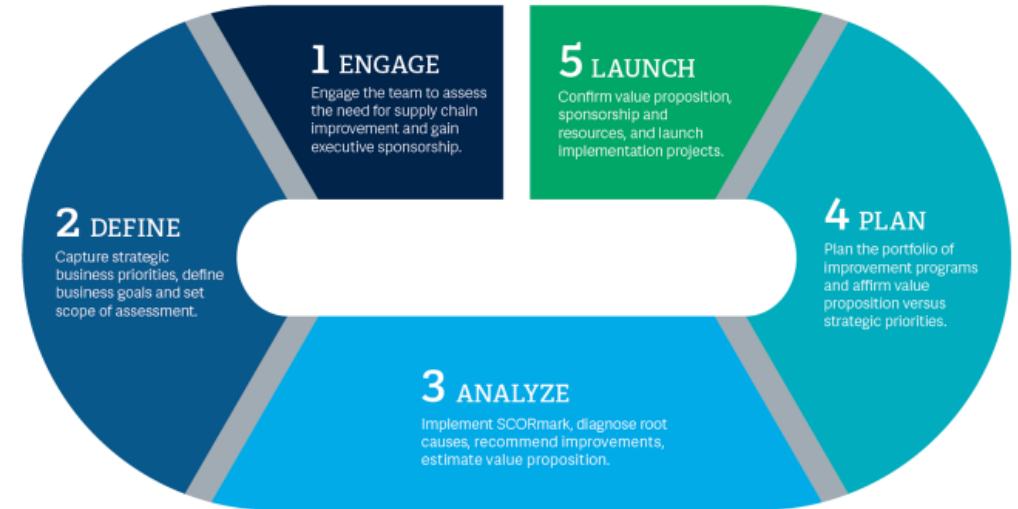 1 ENGAGE
Engage the team to assess
the need for supply chain
improvement and gain
executive sponsorship.
2 DEFINE
Capture strategic
business priorities, define
business goals and set
scope of assessment.
3 ANALYZE
Implement SCORmark, diagnose root
causes, recommend improvements,
estimate value proposition.
4 PLAN
Plan the portfolio of
improvement programs
and affirm value
proposition versus
strategic priorities.
5 LAUNCH
Confirm value proposition,
sponsorship and
resources, and launch
implementation projects.